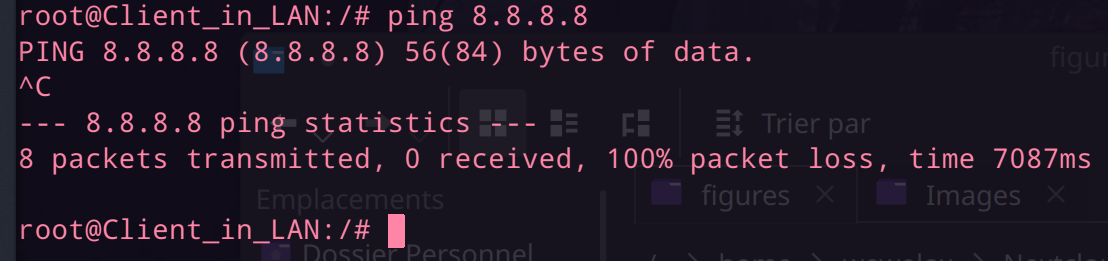 root@Client_in_LAN:/# ping 8.8.8.8
PING 8.8.8.8 (8.8.8.8) 56(84) bytes of data.
^C
--- 8.8.8.8 ping statistics ---
8 packets transmitted, 0 received, 100% packet loss, time 7087ms
root@Client_in_LAN:/#
figu
Trier par
Emplacements
figures
Images
Dossier Personnel